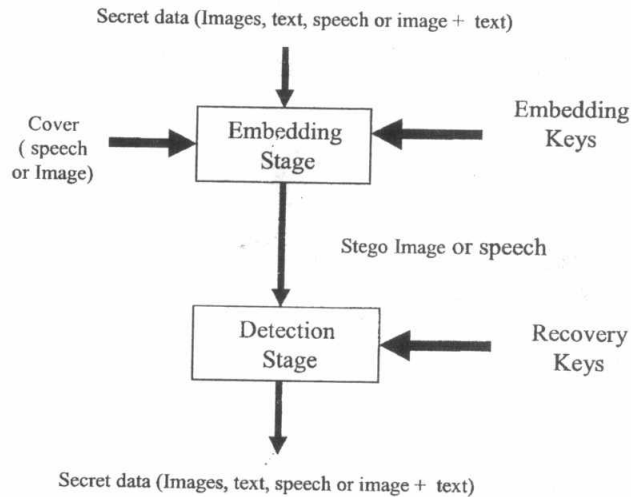 Secret data (Images, text, speech or image + text)
Cover
( speech
or Image)
Embedding
Stage
Embedding
Keys
Stego Image or speech
Detection
Stage
Recovery
Keys
Secret data (Images, text, speech or image + text)